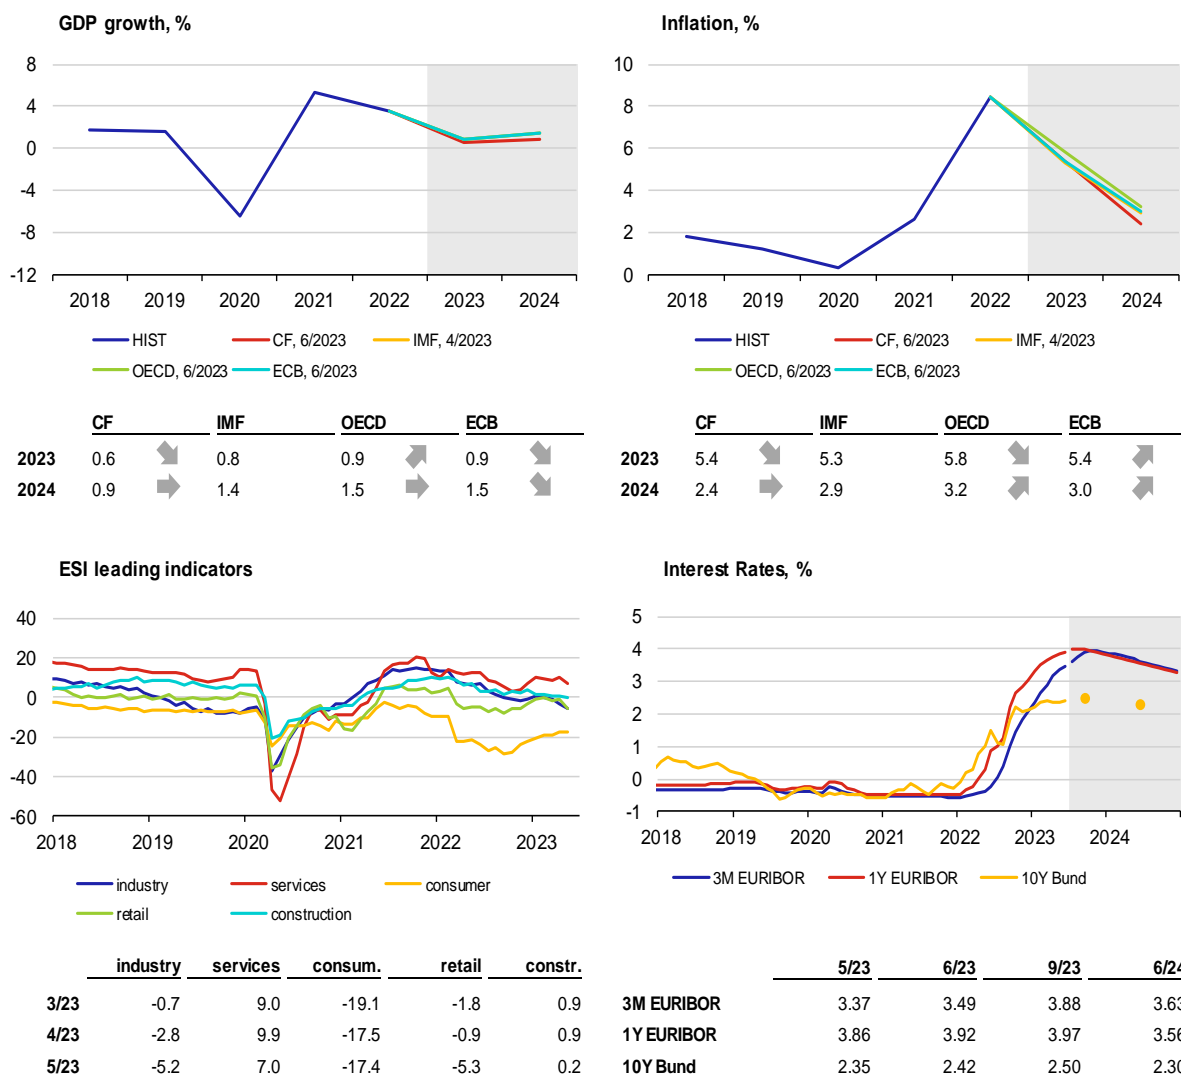 GDP growth, %
8
4
0
-4
-8
-12
2018 2019 2020 2021 2022 2023 2024
HIST CF, 6/2023 IMF, 4/2023
OECD, 6/2023 ECB, 6/2023
CF IMF OECD ECB
2023 0.6 0.8 0.9 0.9
2024 0.9 1.4 1.5 1.5
Inflation, %
10
8
6
4
2
0
2018 2019 2020 2021 2022 2023 2024
HIST CF, 6/2023 IMF, 4/2023
OECD, 6/2023 ECB, 6/2023
CF IMF OECD ECB
2023 5.4 5.3 5.8 5.4
2024 2.4 2.9 3.2 3.0
ESI leading indicators
40
20
0
-20
-40
-60
2018 2019 2020 2021 2022 2023
industry services consumer
retail construction
industry services consum. retail constr.
3/23 -0.7 9.0 -19.1 -1.8 0.9
4/23 -2.8 9.9 -17.5 -0.9 0.9
5/23 -5.2 7.0 -17.4 -5.3 0.2
Interest Rates, %
5
4
3
2
1
0
-1
2018 2019 2020 2021 2022 2023 2024
3M EURIBOR 1Y EURIBOR 10Y Bund
5/23 6/23 9/23 6/24
3M EURIBOR 3.37 3.49 3.88 3.63
1Y EURIBOR 3.86 3.92 3.97 3.56
10Y Bund 2.35 2.42 2.50 2.30